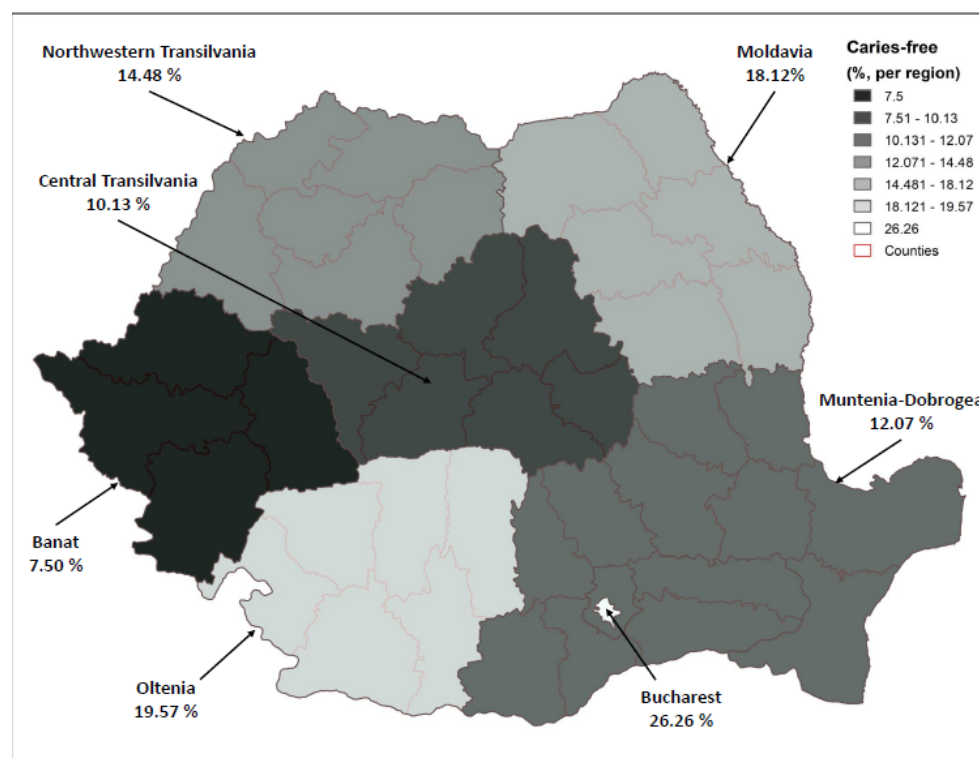 Northwestern Transilvania
14.48 %
Moldavia
18.12%
Caries-free
(%, per region)
7.5
7.51 - 10.13
10.131 - 12.07
12.071 - 14.48
14.481 - 18.12
18.121 - 19.57
26.26
Counties
Central Transilvania
10.13 %
Muntenia-Dobrogea
12.07 %
Banat
7.50 %
Oltenia
19.57 %
Bucharest
26.26 %